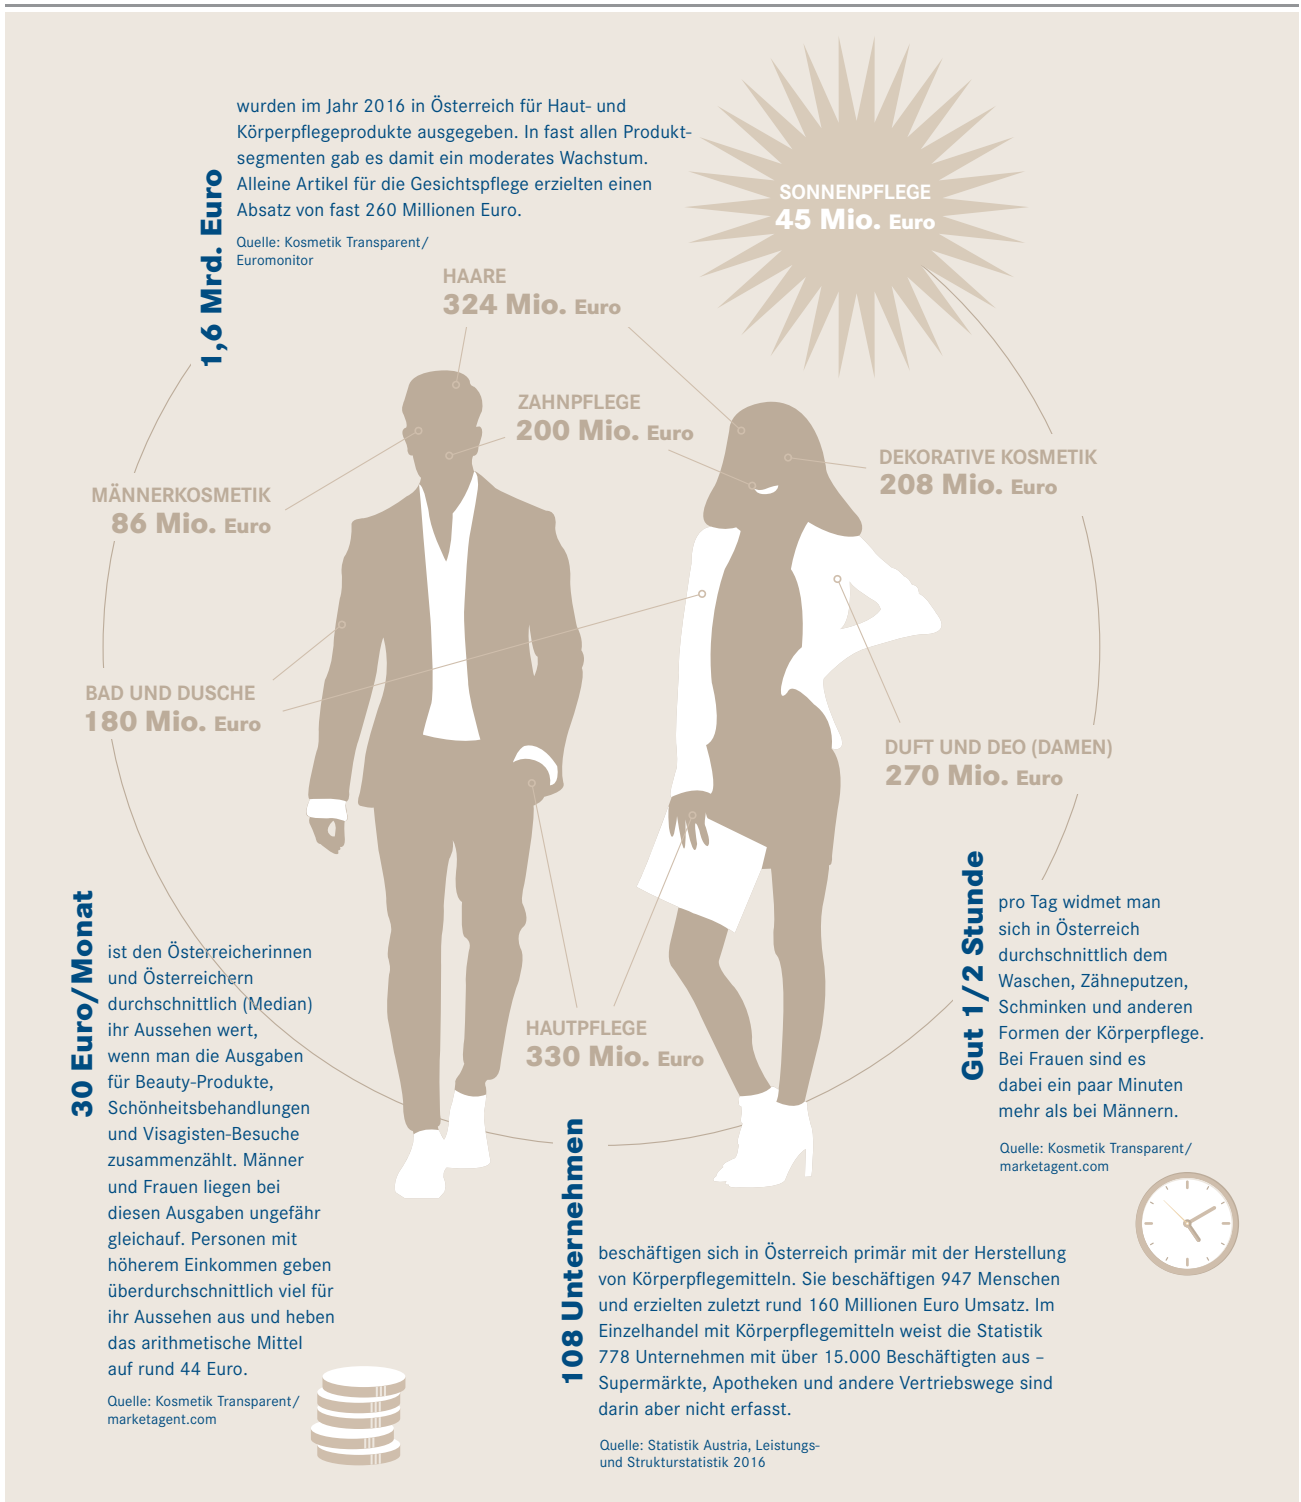 1,6 Mrd. Euro
wurden im Jahr 2016 in Österreich für Haut- und
Körperpflegeprodukte ausgegeben. In fast allen Produkt-
segmenten gab es damit ein moderates Wachstum.
Alleine Artikel für die Gesichtspflege erzielten einen
Absatz von fast 260 Millionen Euro.
Quelle: Kosmetik Transparent/
Euromonitor
SONNENPFLEGE
45 Mio. Euro
HAARE
324 Mio. Euro
ZAHNPFLEGE
200 Mio. Euro
DEKORATIVE KOSMETIK
208 Mio. Euro
MÄNNERKOSMETIK
86 Mio. Euro
BAD UND DUSCHE
180 Mio. Euro
DUFT UND DEO (DAMEN)
270 Mio. Euro
HAUTPFLEGE
330 Mio. Euro
30 Euro/Monat
ist den Österreicherinnen
und Österreichern
durchschnittlich (Median)
ihr Aussehen wert,
wenn man die Ausgaben
für Beauty-Produkte,
Schönheitsbehandlungen
und Visagisten-Besuche
zusammenzählt. Männer
und Frauen liegen bei
diesen Ausgaben ungefähr
gleichauf. Personen mit
höherem Einkommen geben
überdurchschnittlich viel für
ihr Aussehen aus und heben
das arithmetische Mittel
auf rund 44 Euro.
Quelle: Kosmetik Transparent/
marketagent.com
Gut 1/2 Stunde
pro Tag widmet man
sich in Österreich
durchschnittlich dem
Waschen, Zähneputzen,
Schminken und anderen
Formen der Körperpflege.
Bei Frauen sind es
dabei ein paar Minuten
mehr als bei Männern.
Quelle: Kosmetik Transparent/
marketagent.com
108 Unternehmen
beschäftigen sich in Österreich primär mit der Herstellung
von Körperpflegemitteln. Sie beschäftigen 947 Menschen
und erzielten zuletzt rund 160 Millionen Euro Umsatz. Im
Einzelhandel mit Körperpflegemitteln weist die Statistik
778 Unternehmen mit über 15.000 Beschäftigten aus –
Supermärkte, Apotheken und andere Vertriebswege sind
darin aber nicht erfasst.
Quelle: Statistik Austria, Leistungs-
und Strukturstatistik 2016